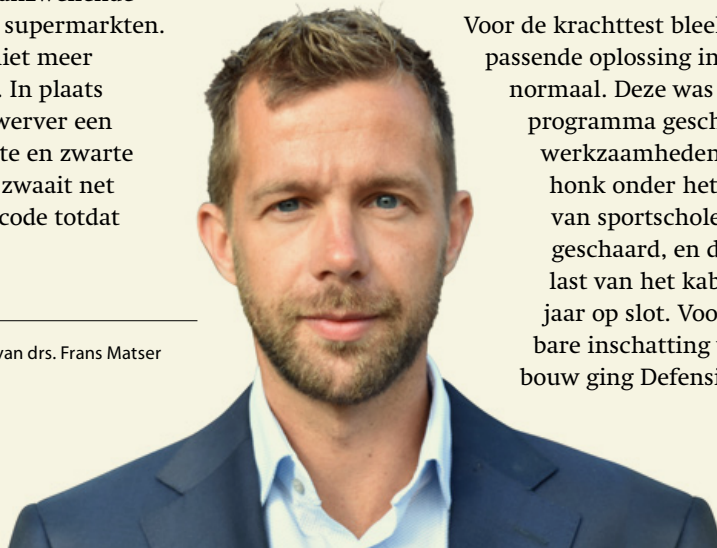 supermarkten.
iet meer
. In plaats
werver een
te en zwarte
zwaait net
code totdat
van drs. Frans Matser
Voor de krachttest bleek
passende oplossing in
normaal. Deze was
programma gesch
werkzaamheden
honk onder het
van sportschole
geschaard, en d
last van het kab
jaar op slot. Voo
bare inschatting
bouw ging Defensi